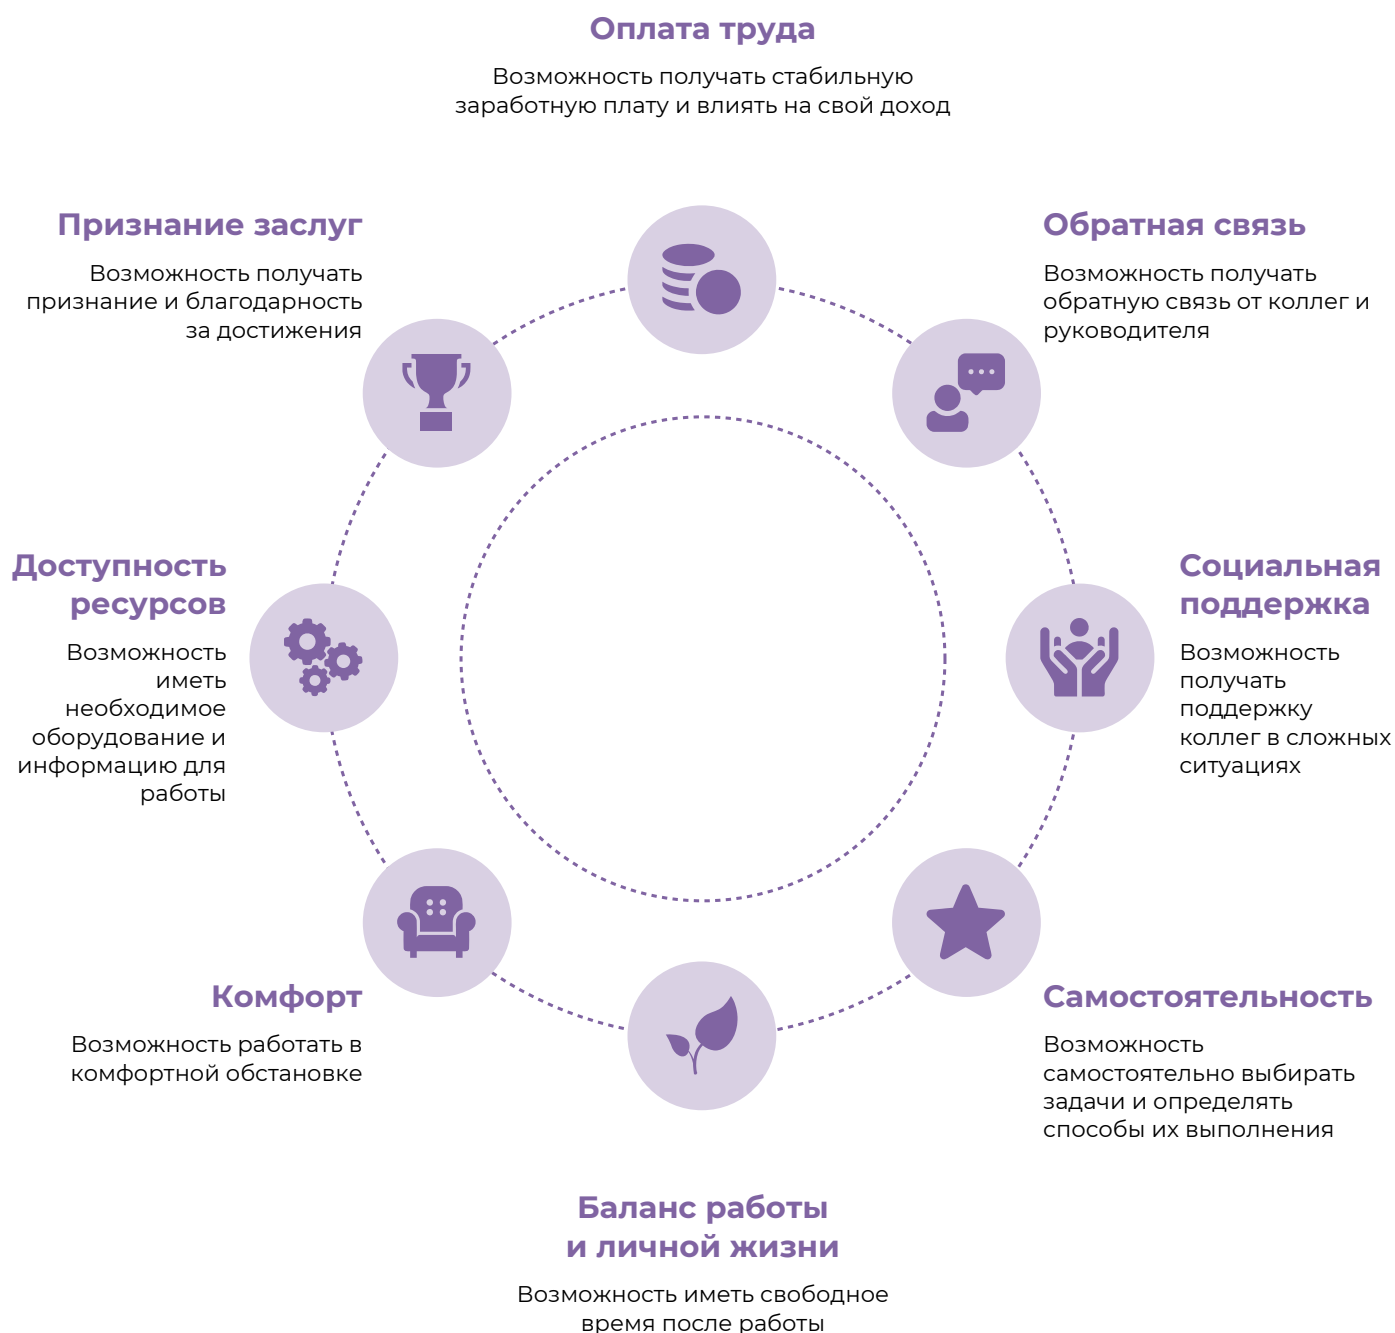 Оплата труда
Возможность получать стабильную
заработную плату и влиять на свой доход
Признание заслуг
Возможность получать
признание и благодарность
за достижения
Обратная связь
Возможность получать
обратную связь от коллег и
руководителя
Доступность
ресурсов
Возможность
иметь
необходимое
оборудование и
информацию для
работы
Социальная
поддержка
Возможность
получать
поддержку
коллег в сложных
ситуациях
Комфорт
Возможность работать в
комфортной обстановке
Самостоятельность
Возможность
самостоятельно выбирать
задачи и определять
способы их выполнения
Баланс работы
и личной жизни
Возможность иметь свободное
время после работы